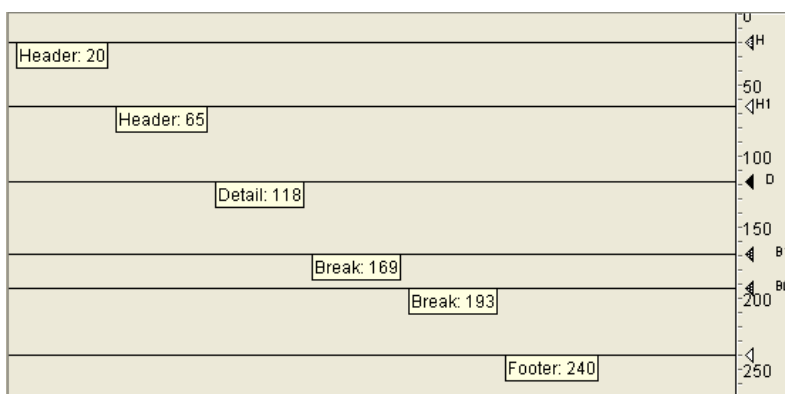 0
H
Header: 20
50
H1
Header: 65
100
D
Detail: 118
150
Break: 169
200
Break: 193
Footer: 240
250